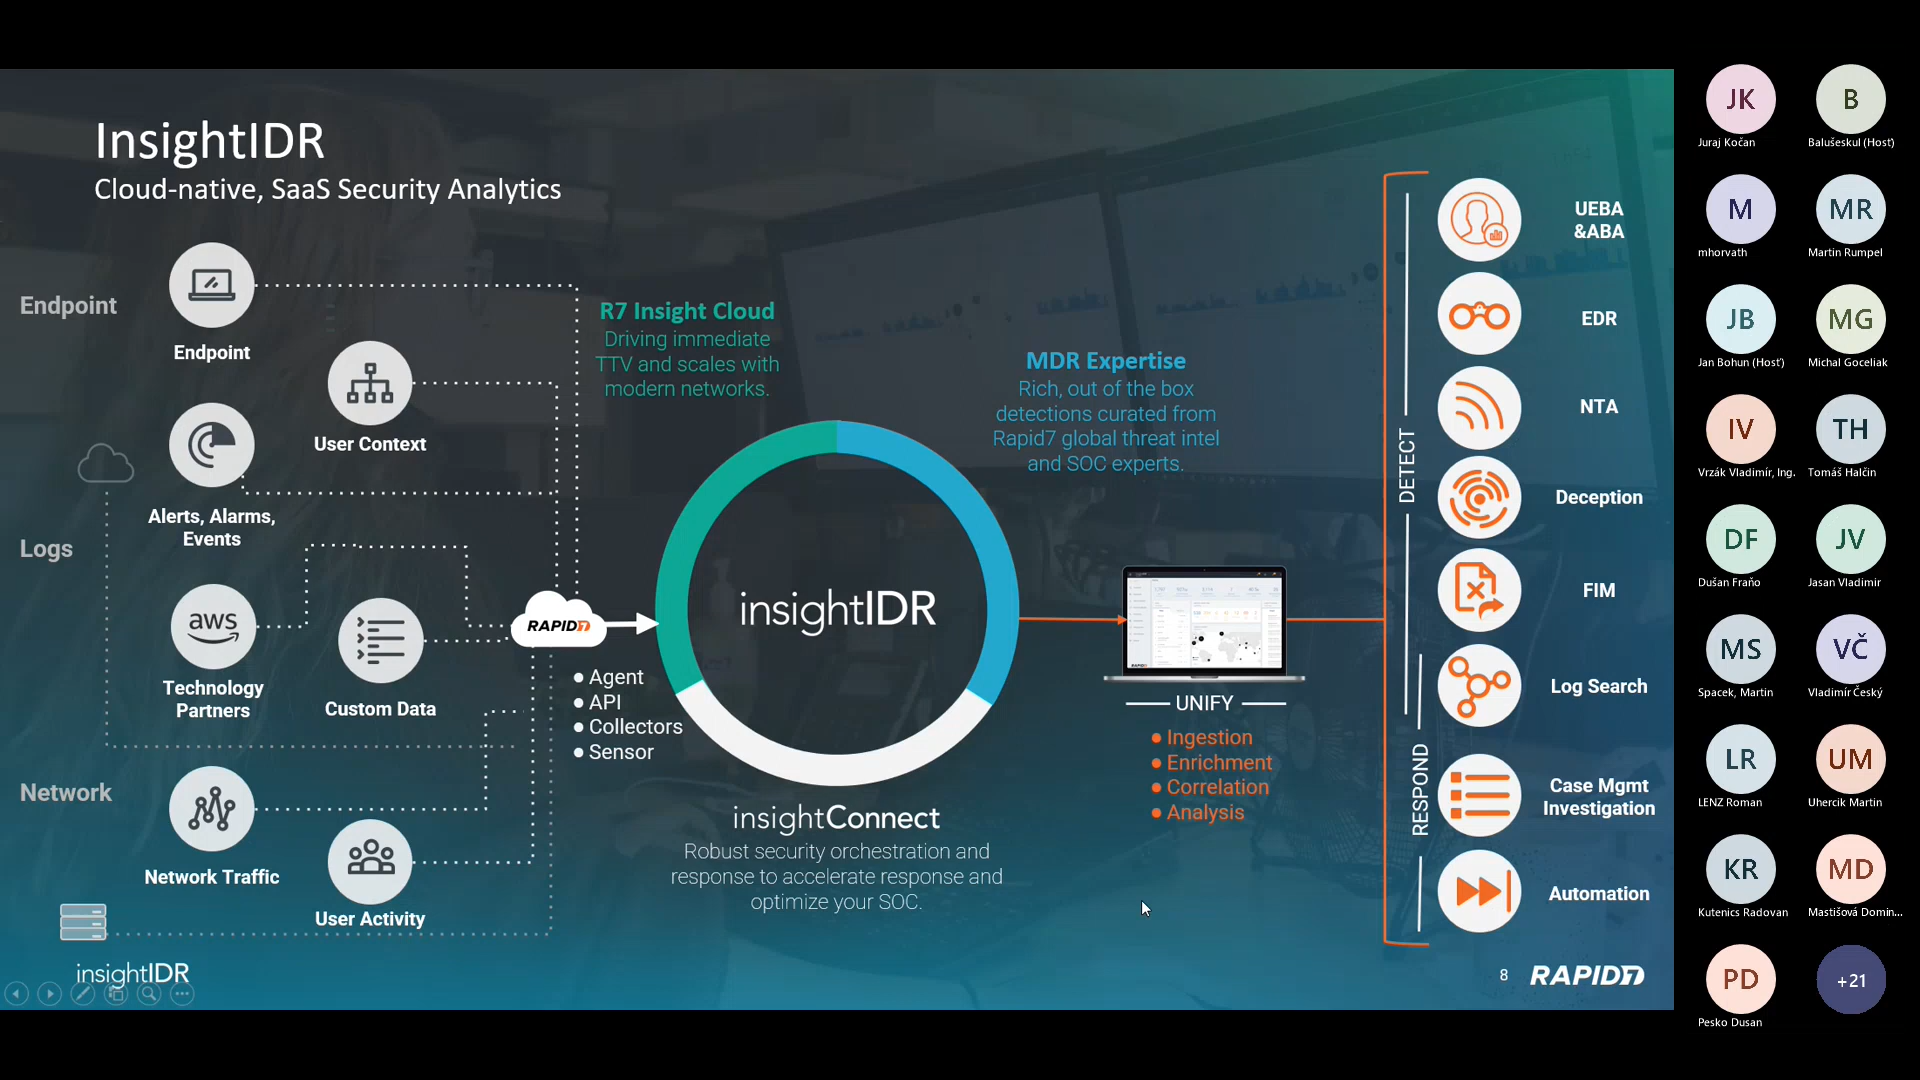 InsightIDR
Cloud-native, SaaS Security Analytics
Endpoint
Endpoint
User Context
Alerts, Alarms,
Events
Logs
aws
Technology
Partners
Custom Data
Network
Network Traffic
User Activity
insightIDR
R7 Insight Cloud
Driving immediate
TTV and scales with
modern networks.
MDR Expertise
Rich, out of the box
detections curated from
Rapid7 global threat intel
and SOC experts.
RAPID7
• Agent
• API
• Collectors
• Sensor
insightIDR
insightConnect
Robust security orchestration and
response to accelerate response and
optimize your SOC.
UNIFY
• Ingestion
• Enrichment
• Correlation
• Analysis
DETECT
RESPOND
UEBA
&ABA
EDR
NTA
Deception
FIM
Log Search
Case Mgmt
Investigation
Automation
8
RAPID7
JK
Juraj Kočan
B
Balušeskul (Hosť)
M
mhorvath
MR
Martin Rumpel
JB
Jan Bohun (Hosť)
MG
Michal Goceliak
IV
Vrzák Vladimír, Ing.
TH
Tomáš Halčin
DF
Dušan Fraňo
JV
Jasan Vladimir
MS
Spacek, Martin
VČ
Vladimír Český
LR
LENZ Roman
UM
Uhercik Martin
KR
Kutenics Radovan
MD
Mastišová Domin...
PD
Pesko Dusan
+21